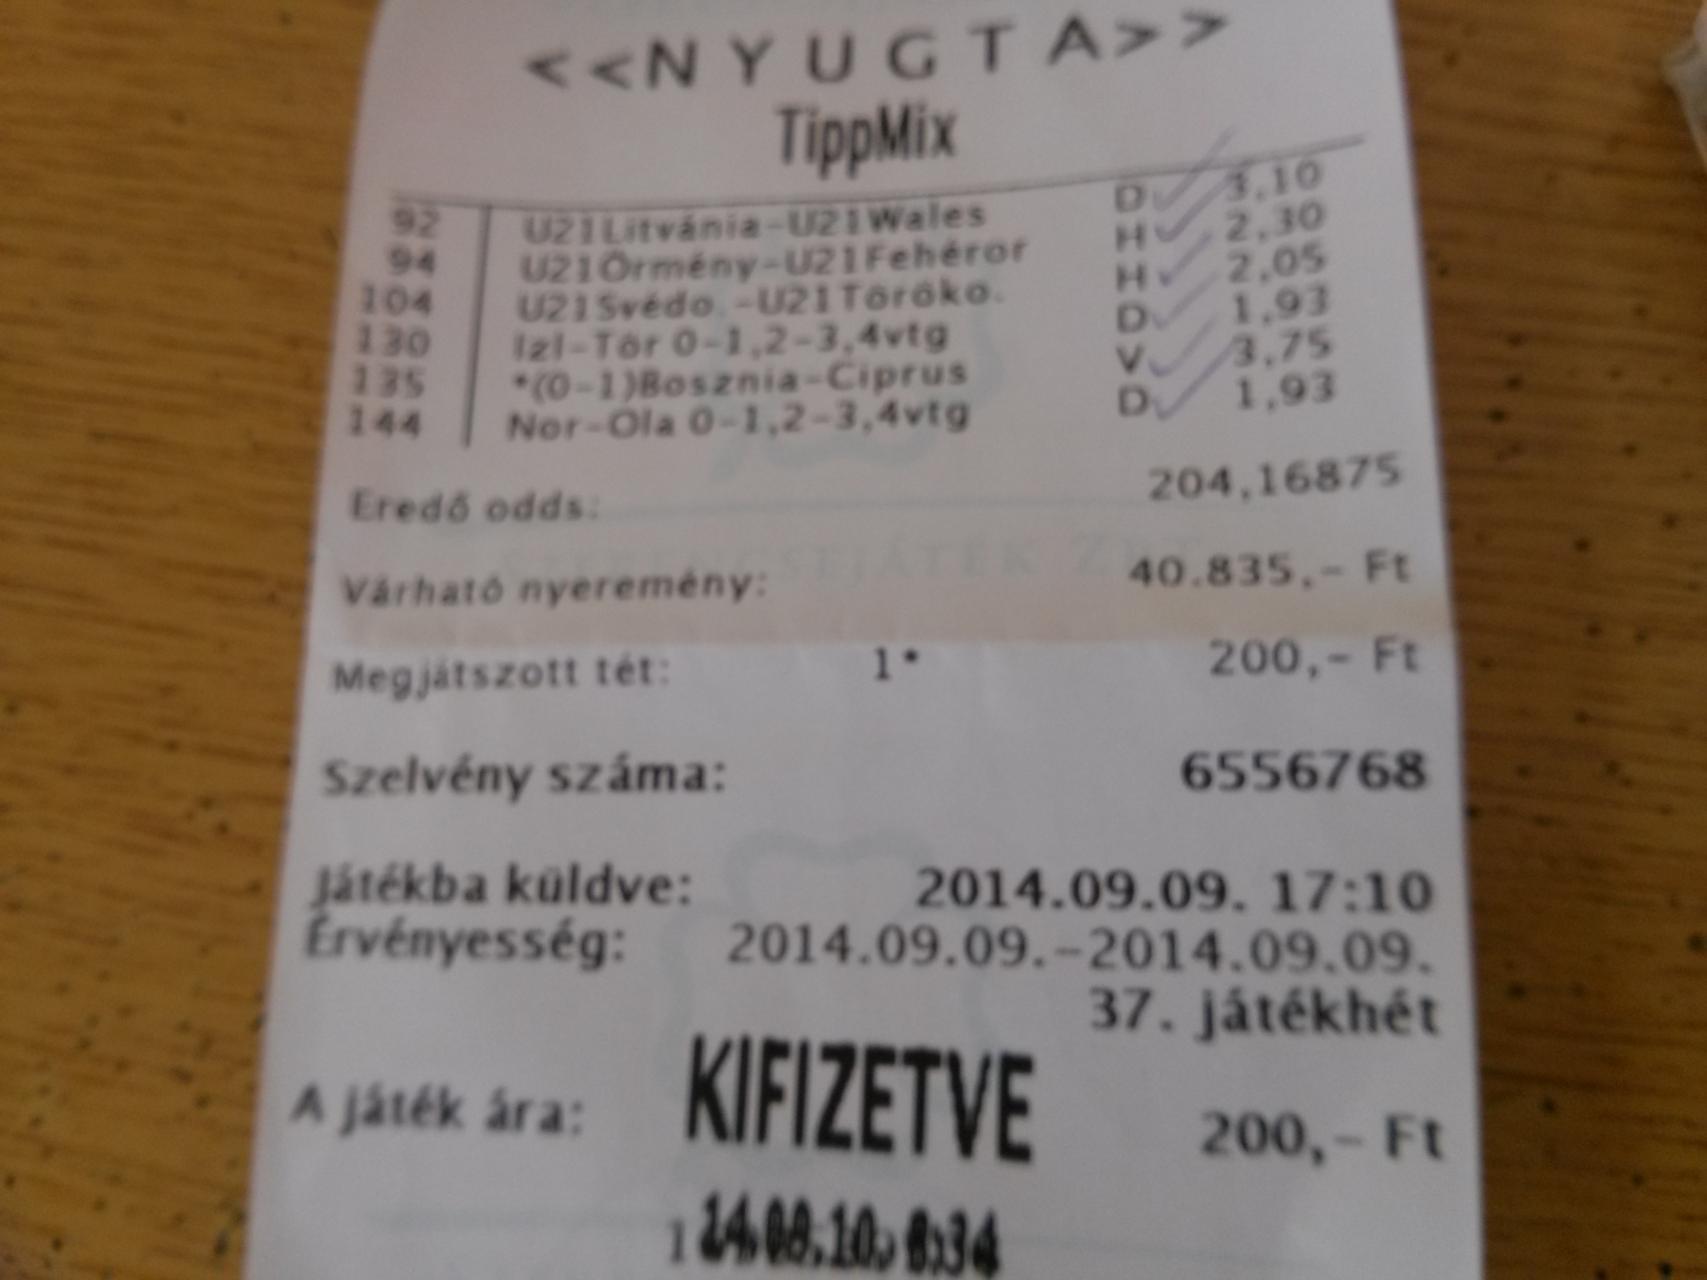 <<NYUGTA>>
TippMix
92 U21Litvánia-U21Wales D 3,10
94 U21Örmény-U21Fehéror H 2,30
104 U21Svédo.-U21Töröko. H 2,05
130 Izl-Tör 0-1,2-3,4vtg D 1,93
135 *(0-1)Bosznia-Ciprus V 3,75
144 Nor-Ola 0-1,2-3,4vtg D 1,93
Eredő odds: 204,16875
SZERENCSEJÁTÉK ZRT
Várható nyeremény: 40.835,- Ft
Megjátszott tét: 1* 200,- Ft
Szelvény száma: 6556768
Játékba küldve: 2014.09.09. 17:10
Érvényesség: 2014.09.09.-2014.09.09.
37. játékhét
KIFIZETVE
A játék ára: 200,- Ft